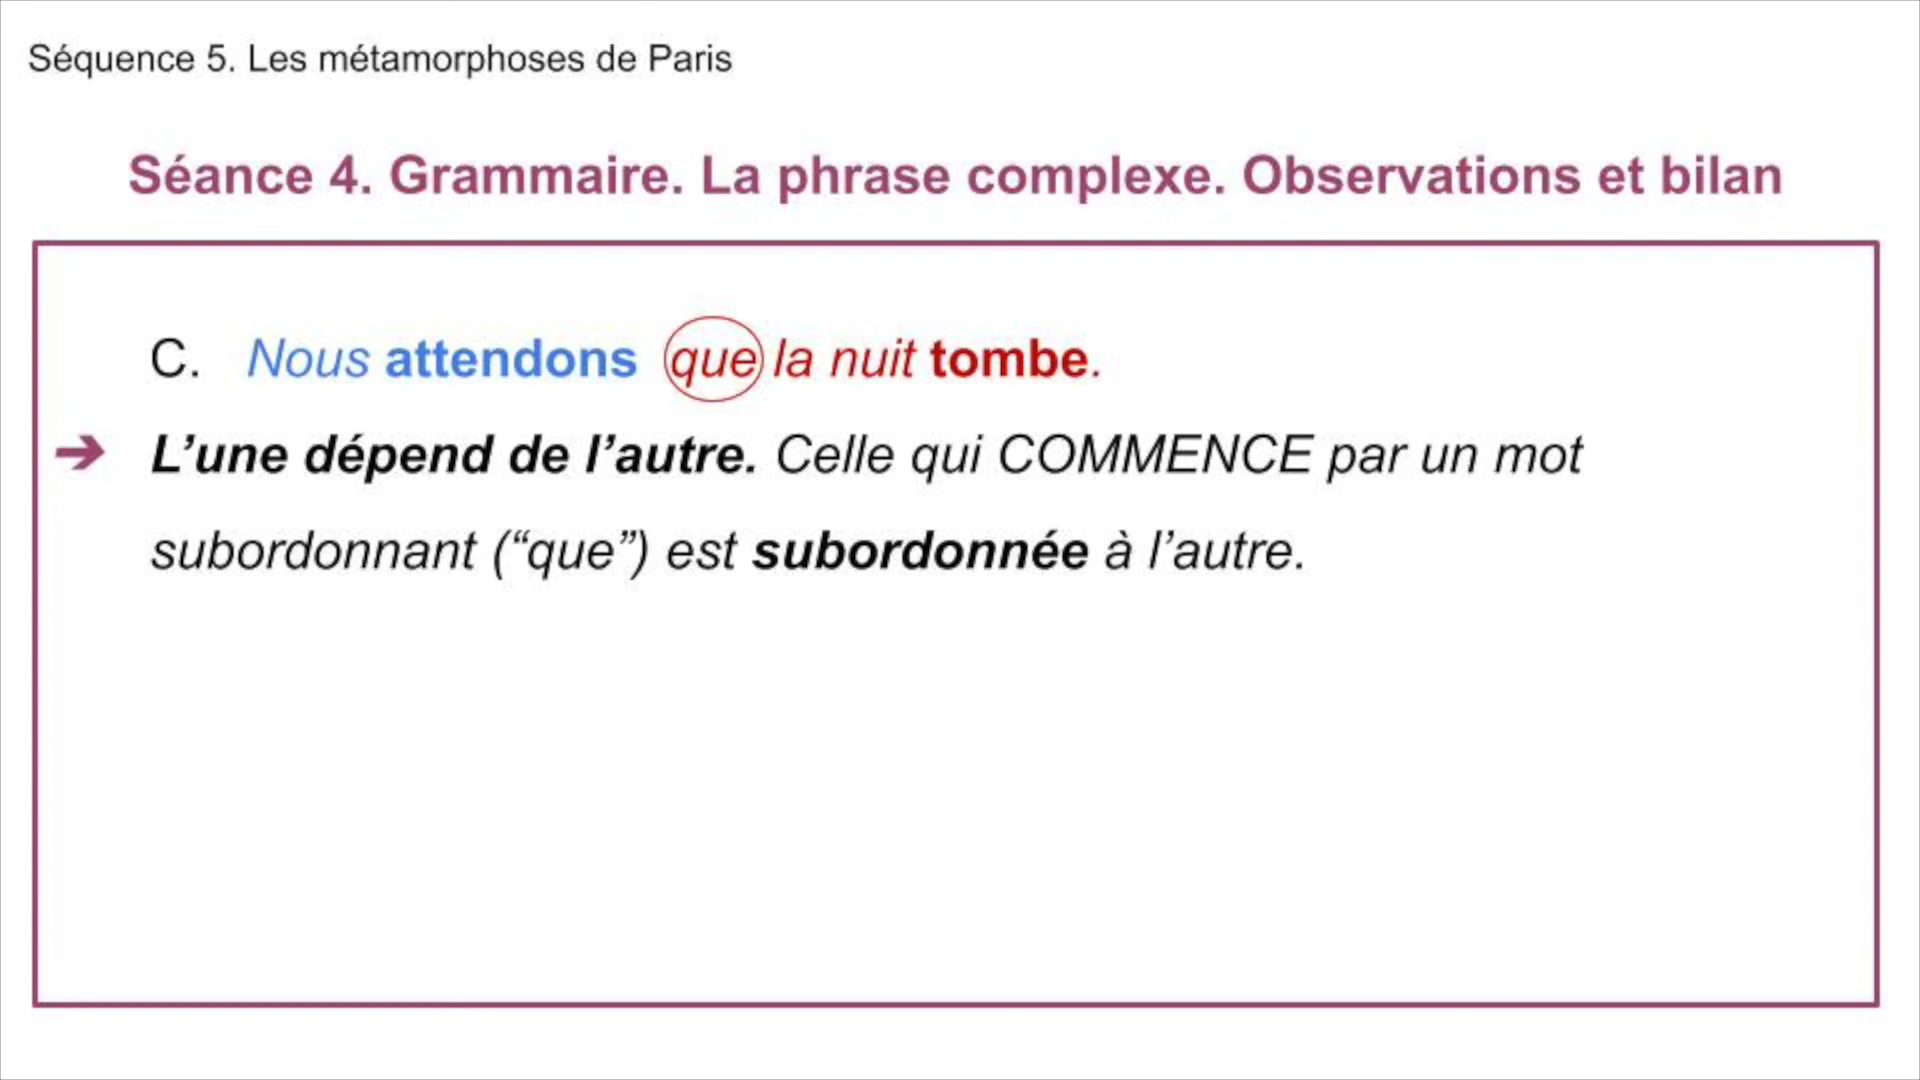 Séquence 5. Les métamorphoses de Paris
Séance 4. Grammaire. La phrase complexe. Observations et bilan
C. Nous attendons que la nuit tombe.
➔ L’une dépend de l’autre. Celle qui COMMENCE par un mot
subordonnant (“que”) est subordonnée à l’autre.